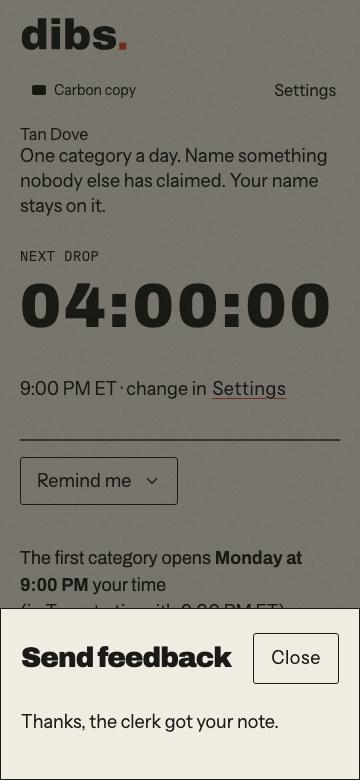 dibs.
Carbon copy
Settings
Tan Dove
One category a day. Name something
nobody else has claimed. Your name
stays on it.
NEXT DROP
04:00:00
9:00 PM ET · change in Settings
Remind me
The first category opens Monday at
9:00 PM your time
Send feedback
Close
Thanks, the clerk got your note.